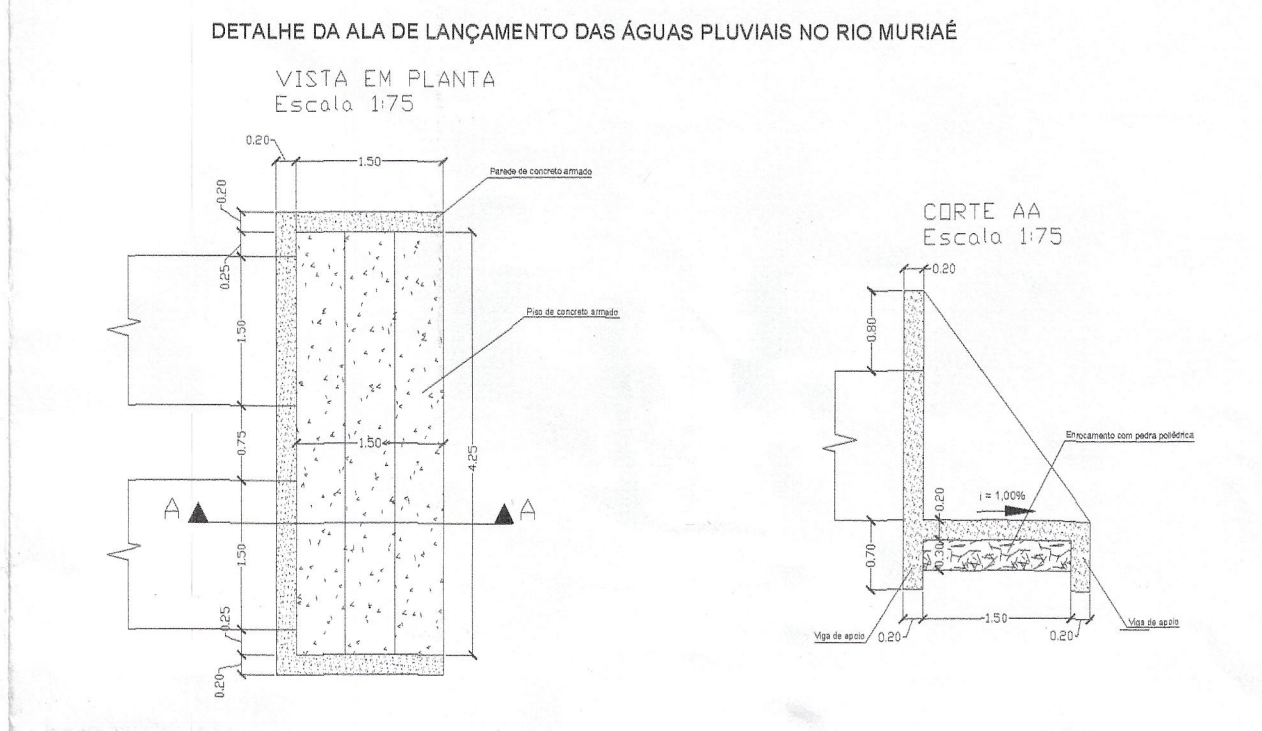 DETALHE DA ALA DE LANÇAMENTO DAS ÁGUAS PLUVIAIS NO RIO MURIAÉ
VISTA EM PLANTA
Escala 1:75
0.20
1.50
Parede de concreto armado
0.20
0.25
1.50
Piso de concreto armado
0.75
1.50
4.25
A
A
1.50
0.25
0.20
CORTE AA
Escala 1:75
0.20
0.80
Enrocamento com pedra poliédrica
i = 1,00%
0.20
0.70
0.30
1.50
Viga de apoio
0.20
0.20
Viga de apoio